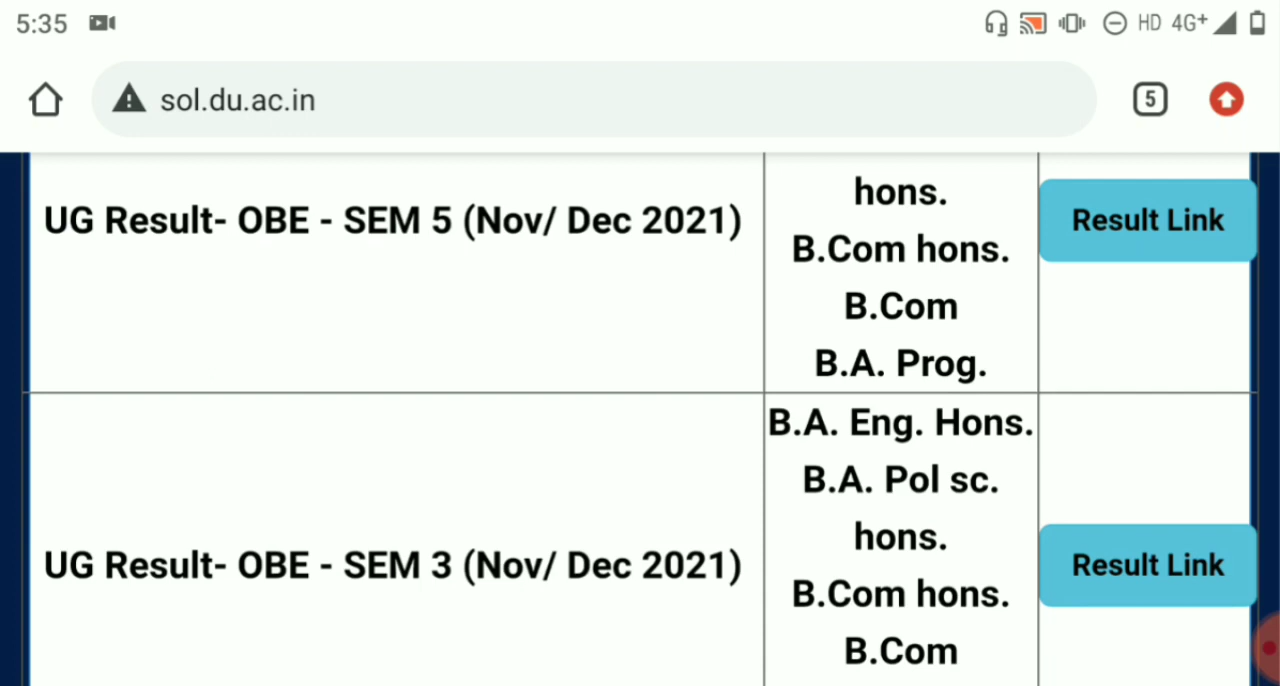 5:35
HD 4G+
sol.du.ac.in
5
UG Result- OBE - SEM 5 (Nov/ Dec 2021)
hons.
B.Com hons.
B.Com
B.A. Prog.
Result Link
UG Result- OBE - SEM 3 (Nov/ Dec 2021)
B.A. Eng. Hons.
B.A. Pol sc.
hons.
B.Com hons.
B.Com
Result Link